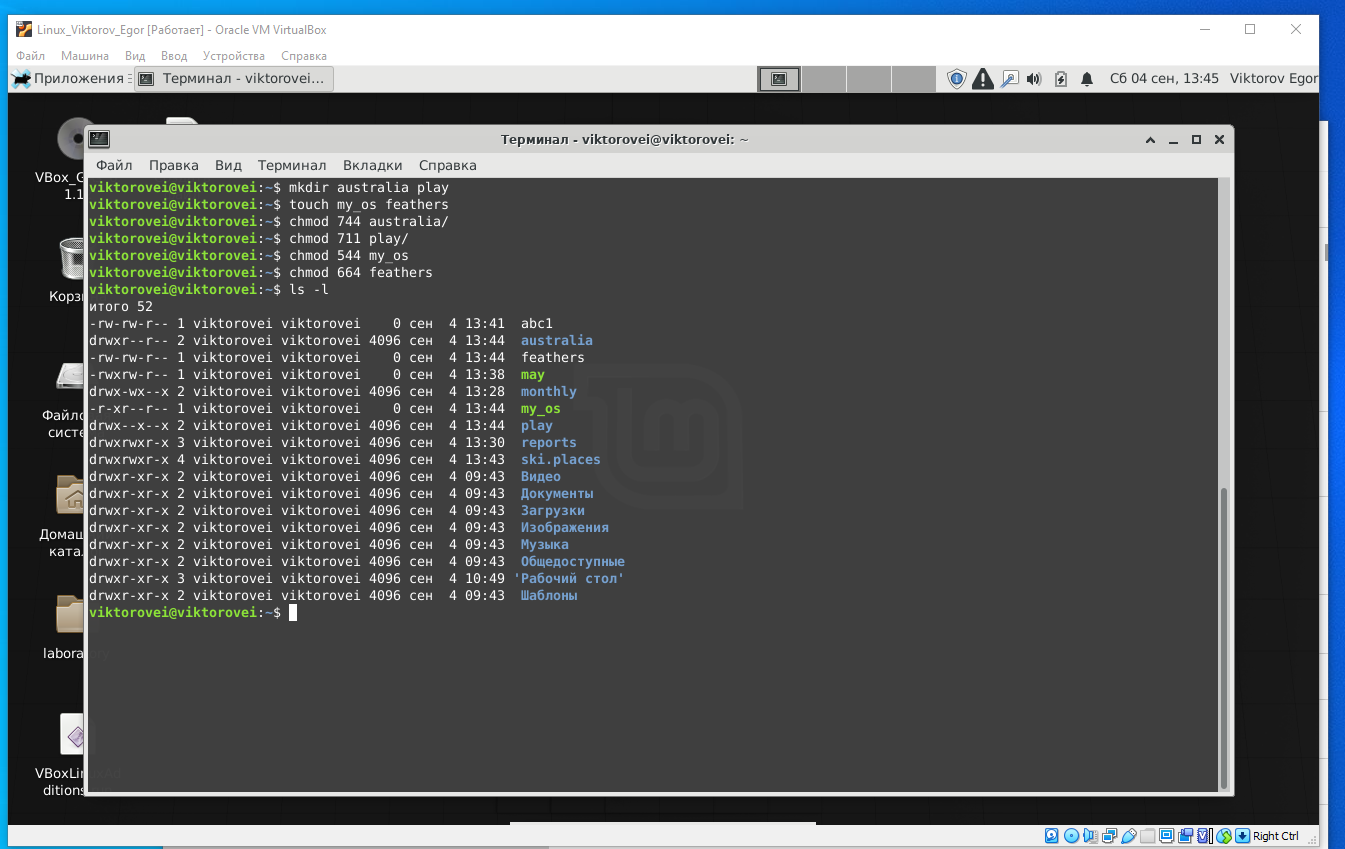 Linux_Viktorov_Egor [Работает] - Oracle VM VirtualBox
Файл Машина Вид Ввод Устройства Справка
Приложения Терминал - viktorovei... Сб 04 сен, 13:45 Viktorov Egor
VBox_G
1.1
Корз
Файло
систе
Домаш
ката
labora
VBoxLi
ditions
Терминал - viktorovei@viktorovei: ~
Файл Правка Вид Терминал Вкладки Справка
viktorovei@viktorovei:~$ mkdir australia play
viktorovei@viktorovei:~$ touch my_os feathers
viktorovei@viktorovei:~$ chmod 744 australia/
viktorovei@viktorovei:~$ chmod 711 play/
viktorovei@viktorovei:~$ chmod 544 my_os
viktorovei@viktorovei:~$ chmod 664 feathers
viktorovei@viktorovei:~$ ls -l
итого 52
-rw-rw-r-- 1 viktorovei viktorovei    0 сен  4 13:41  abc1
drwxr--r-- 2 viktorovei viktorovei 4096 сен  4 13:44  australia
-rw-rw-r-- 1 viktorovei viktorovei    0 сен  4 13:44  feathers
-rwxrw-r-- 1 viktorovei viktorovei    0 сен  4 13:38  may
drwx-wx--x 2 viktorovei viktorovei 4096 сен  4 13:28  monthly
-r-xr--r-- 1 viktorovei viktorovei    0 сен  4 13:44  my_os
drwx--x--x 2 viktorovei viktorovei 4096 сен  4 13:44  play
drwxrwxr-x 3 viktorovei viktorovei 4096 сен  4 13:30  reports
drwxrwxr-x 4 viktorovei viktorovei 4096 сен  4 13:43  ski.places
drwxr-xr-x 2 viktorovei viktorovei 4096 сен  4 09:43  Видео
drwxr-xr-x 2 viktorovei viktorovei 4096 сен  4 09:43  Документы
drwxr-xr-x 2 viktorovei viktorovei 4096 сен  4 09:43  Загрузки
drwxr-xr-x 2 viktorovei viktorovei 4096 сен  4 09:43  Изображения
drwxr-xr-x 2 viktorovei viktorovei 4096 сен  4 09:43  Музыка
drwxr-xr-x 2 viktorovei viktorovei 4096 сен  4 09:43  Общедоступные
drwxr-xr-x 3 viktorovei viktorovei 4096 сен  4 10:49 'Рабочий стол'
drwxr-xr-x 2 viktorovei viktorovei 4096 сен  4 09:43  Шаблоны
viktorovei@viktorovei:~$
Right Ctrl